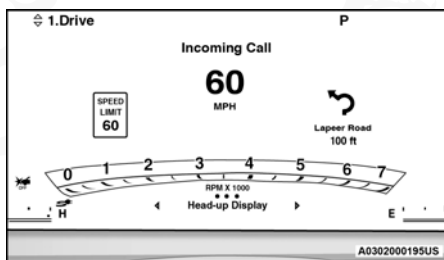 1.Drive
P
Incoming Call
60
MPH
SPEED
LIMIT
60
Lapeer Road
100 ft
0 1 2 3 4 5 6 7
RPM X 1000
OFF
H
Head-up Display
E
A0302000195US